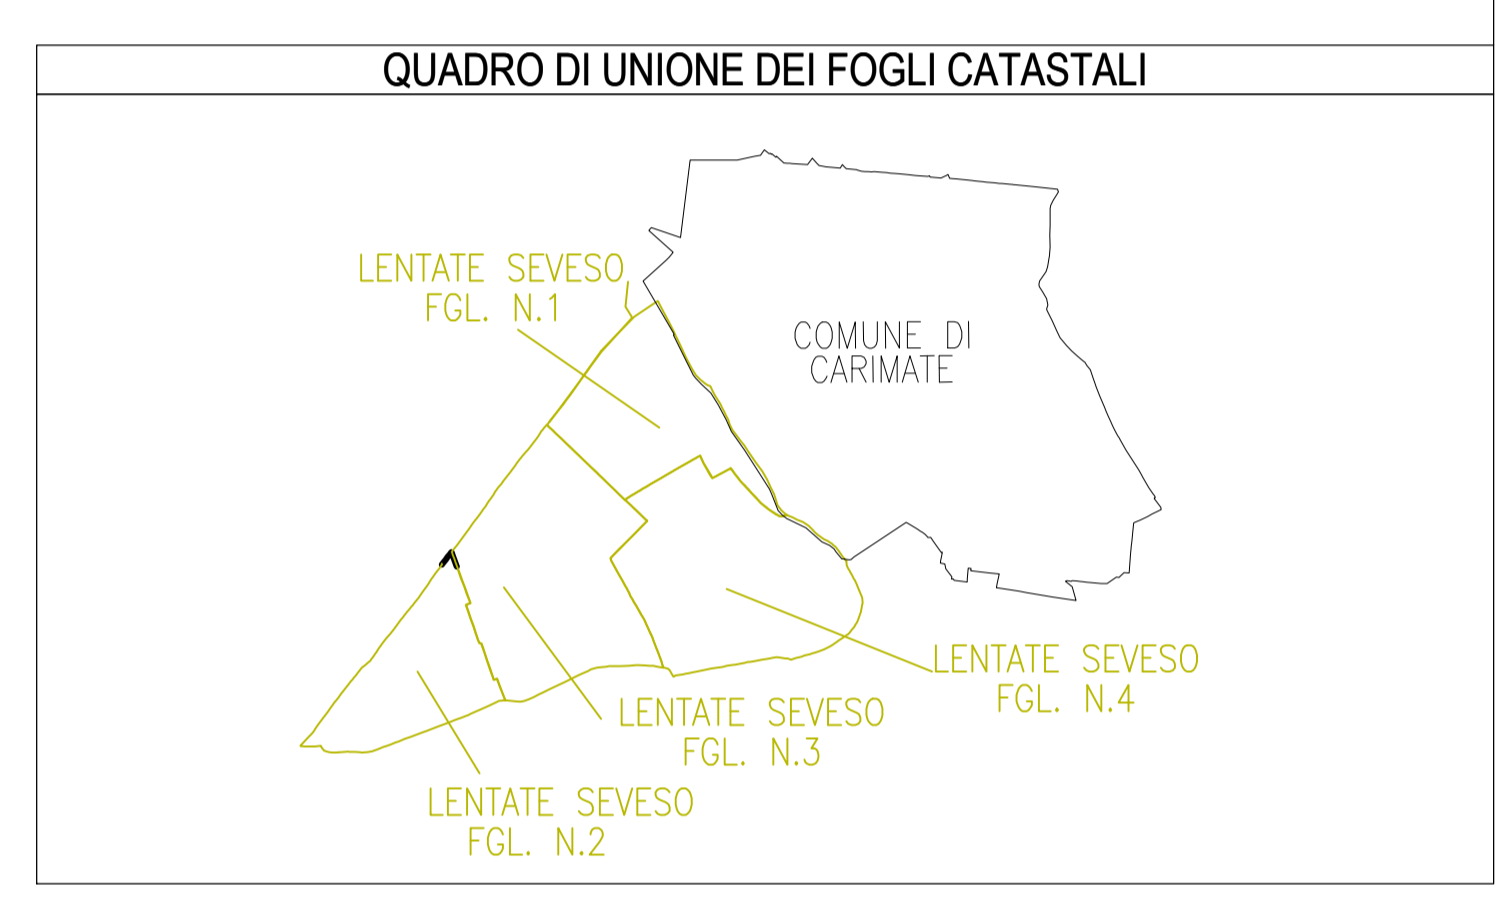 QUADRO DI UNIONE DEI FOGLI CATASTALI
LENTATE SEVESO
FGL. N.1
COMUNE DI
CARIMATE
LENTATE SEVESO
FGL. N.4
LENTATE SEVESO
FGL. N.3
LENTATE SEVESO
FGL. N.2